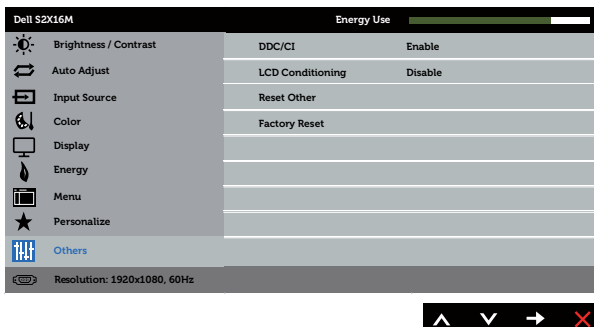 Dell S2X16M Energy Use
Brightness / Contrast DDC/CI Enable
Auto Adjust LCD Conditioning Disable
Input Source Reset Other
Color Factory Reset
Display
Energy
Menu
Personalize
Others
Resolution: 1920x1080, 60Hz